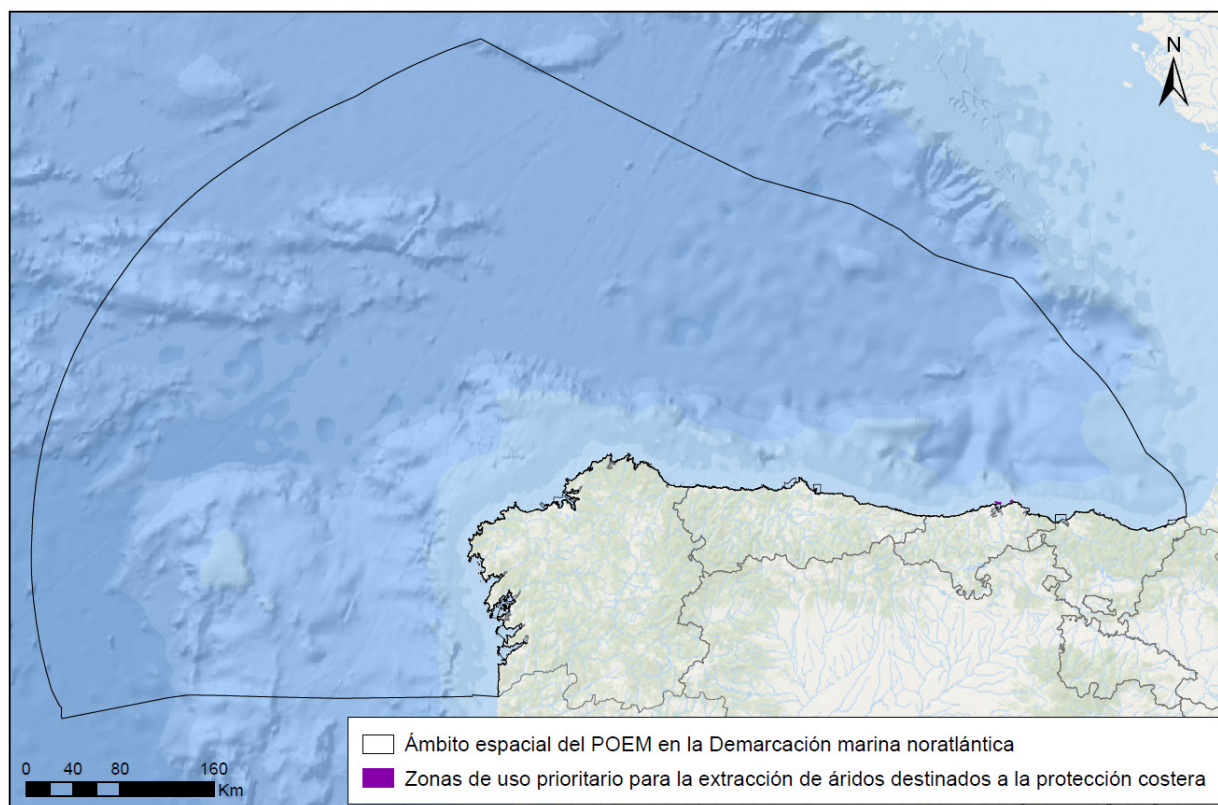 N
Ámbito espacial del POEM en la Demarcación marina noratlántica
Zonas de uso prioritario para la extracción de áridos destinados a la protección costera
0 40 80 160
Km